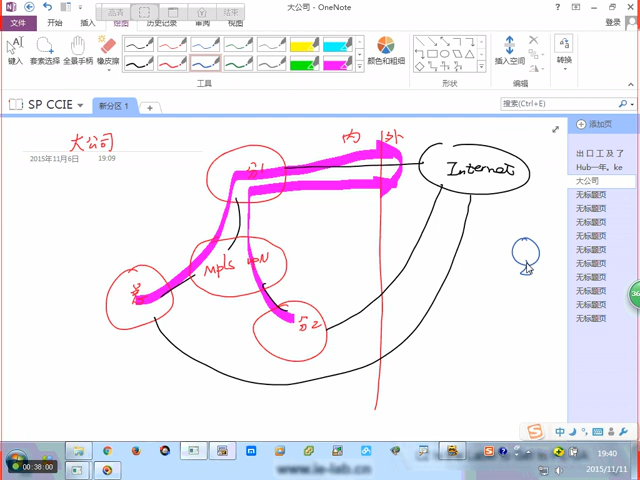 大公司 - OneNote
高清
结束
文件
开始
插入
绘图
历史记录
审阅
视图
登录
键入
套索选择
全景手柄
橡皮擦
颜色和粗细
插入空间
转换
工具
形状
编辑
SP CCIE
新分区 1
搜索(Ctrl+E)
添加页
大公司
2015年11月6日
19:09
内
外
分1
Internet
mpls vpN
总
分2
出口工及了
Hub一年。ke
大公司
无标题页
无标题页
无标题页
无标题页
无标题页
无标题页
无标题页
无标题页
无标题页
无标题页
36
中
00:38:00
www.ie-lab.cn
19:40
2015/11/11